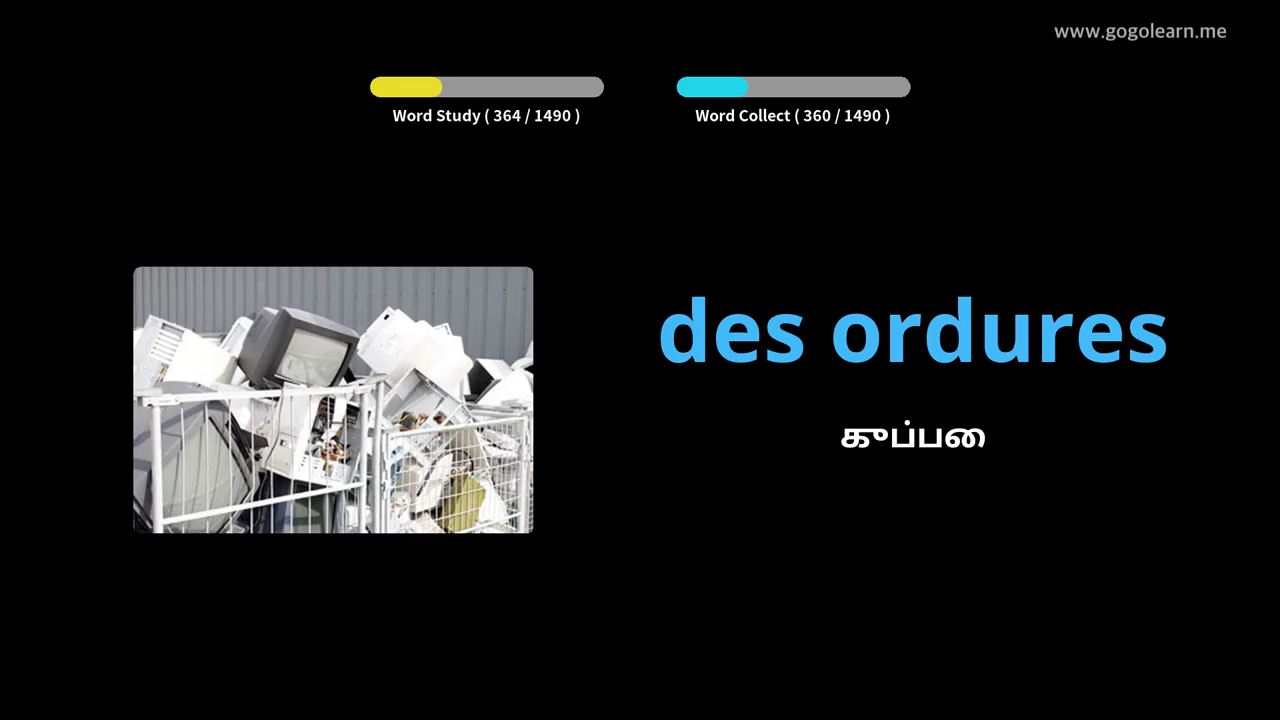 www.gogolearn.me
Word Study ( 364 / 1490 )
Word Collect ( 360 / 1490 )
des ordures
குப்பை